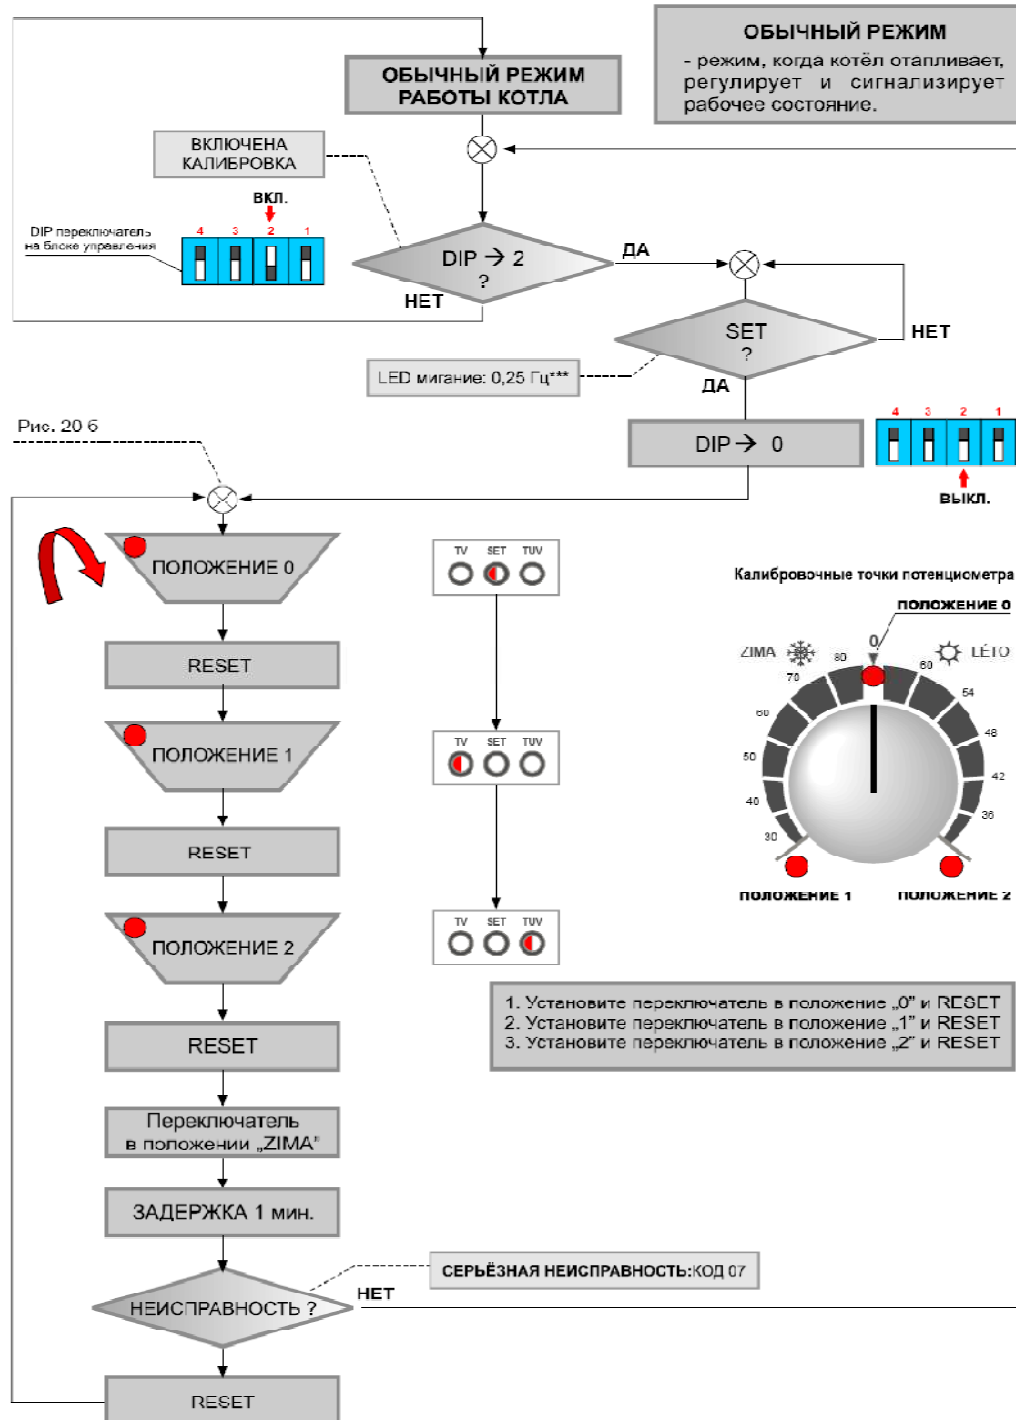 ОБЫЧНЫЙ РЕЖИМ
- режим, когда котёл отапливает,
регулирует и сигнализирует
рабочее состояние.
ОБЫЧНЫЙ РЕЖИМ
РАБОТЫ КОТЛА
ВКЛЮЧЕНА
КАЛИБРОВКА
ВКЛ.
DIP переключатель
на блоке управления
4 3 2 1
DIP → 2
?
ДА
НЕТ
SET
?
НЕТ
LED мигание: 0,25 Гц***
ДА
Рис. 20 б
DIP → 0
4 3 2 1
ВЫКЛ.
ПОЛОЖЕНИЕ 0
TV SET TUV
RESET
ПОЛОЖЕНИЕ 1
TV SET TUV
RESET
ПОЛОЖЕНИЕ 2
TV SET TUV
RESET
Калибровочные точки потенциометра
ПОЛОЖЕНИЕ 0
ZIMA 0 LÉTO
80 60
70 54
60 48
50 42
40 36
30
ПОЛОЖЕНИЕ 1 ПОЛОЖЕНИЕ 2
1. Установите переключатель в положение „0” и RESET
2. Установите переключатель в положение „1” и RESET
3. Установите переключатель в положение „2” и RESET
Переключатель
в положении „ZIMA”
ЗАДЕРЖКА 1 мин.
СЕРЬЁЗНАЯ НЕИСПРАВНОСТЬ:КОД 07
НЕИСПРАВНОСТЬ ?
НЕТ
RESET